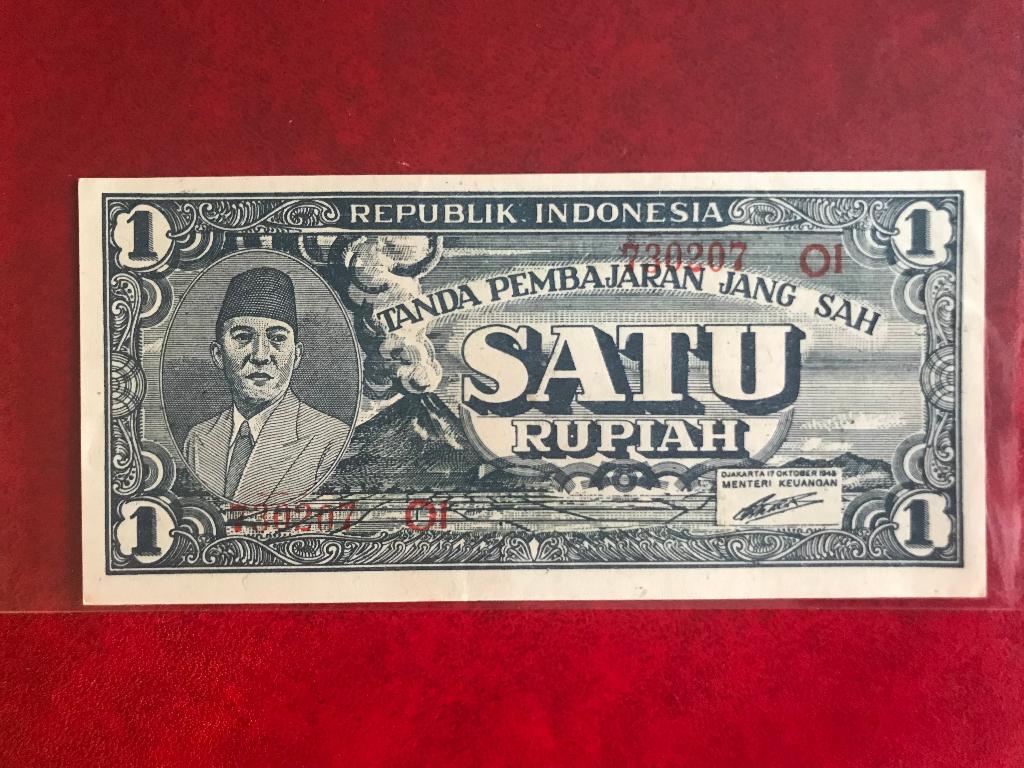 1 REPUBLIK. INDONESIA 1
730207 OI
TANDA PEMBAJARAN JANG SAH
SATU
RUPIAH
DJAKARTA 17 OKTOBER 1945
MENTERI KEUANGAN
730207 OI
1 1